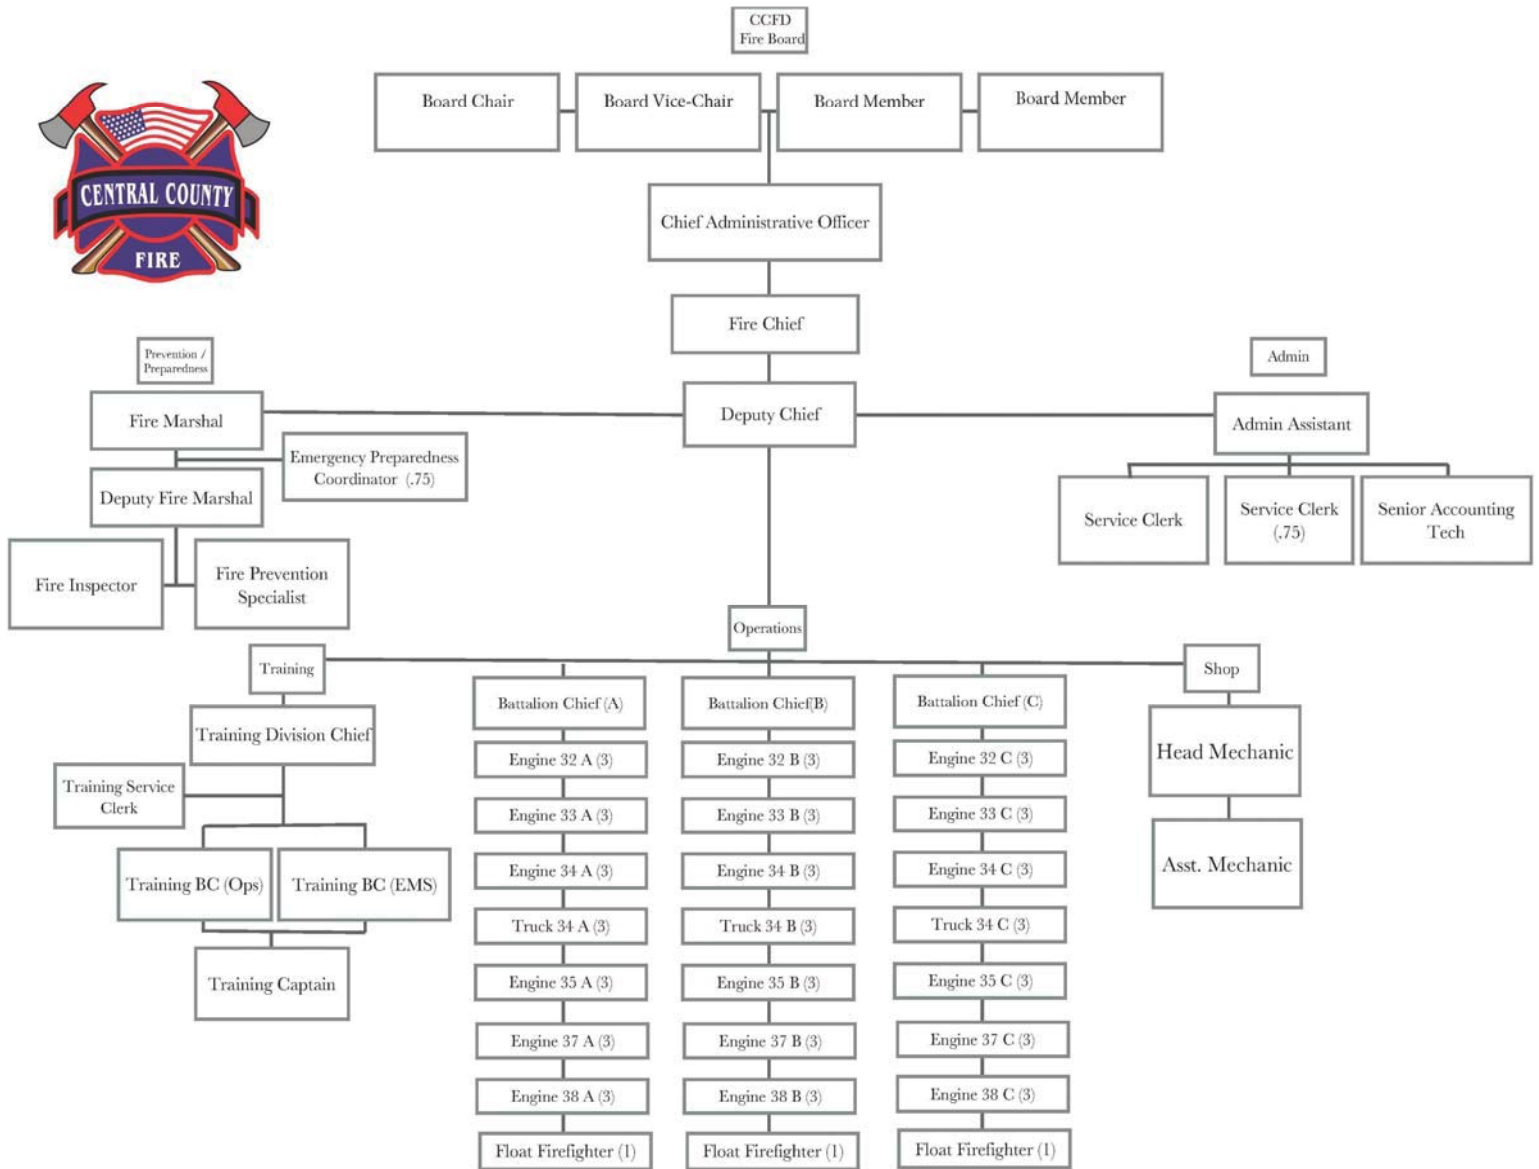 CCFD
Fire Board
Board Chair
Board Vice-Chair
Board Member
Board Member
CENTRAL COUNTY
FIRE
Chief Administrative Officer
Fire Chief
Prevention /
Preparedness
Admin
Fire Marshal
Deputy Chief
Admin Assistant
Emergency Preparedness
Coordinator (.75)
Deputy Fire Marshal
Service Clerk
Service Clerk
(.75)
Senior Accounting
Tech
Fire Inspector
Fire Prevention
Specialist
Operations
Training
Shop
Training Division Chief
Battalion Chief (A)
Battalion Chief(B)
Battalion Chief (C)
Head Mechanic
Training Service
Clerk
Engine 32 A (3)
Engine 32 B (3)
Engine 32 C (3)
Engine 33 A (3)
Engine 33 B (3)
Engine 33 C (3)
Asst. Mechanic
Training BC (Ops)
Training BC (EMS)
Engine 34 A (3)
Engine 34 B (3)
Engine 34 C (3)
Truck 34 A (3)
Truck 34 B (3)
Truck 34 C (3)
Training Captain
Engine 35 A (3)
Engine 35 B (3)
Engine 35 C (3)
Engine 37 A (3)
Engine 37 B (3)
Engine 37 C (3)
Engine 38 A (3)
Engine 38 B (3)
Engine 38 C (3)
Float Firefighter (1)
Float Firefighter (1)
Float Firefighter (1)